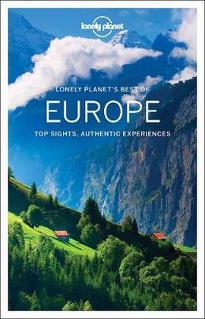 lonely planet
LONELY PLANET'S BEST OF
EUROPE
TOP SIGHTS, AUTHENTIC EXPERIENCES